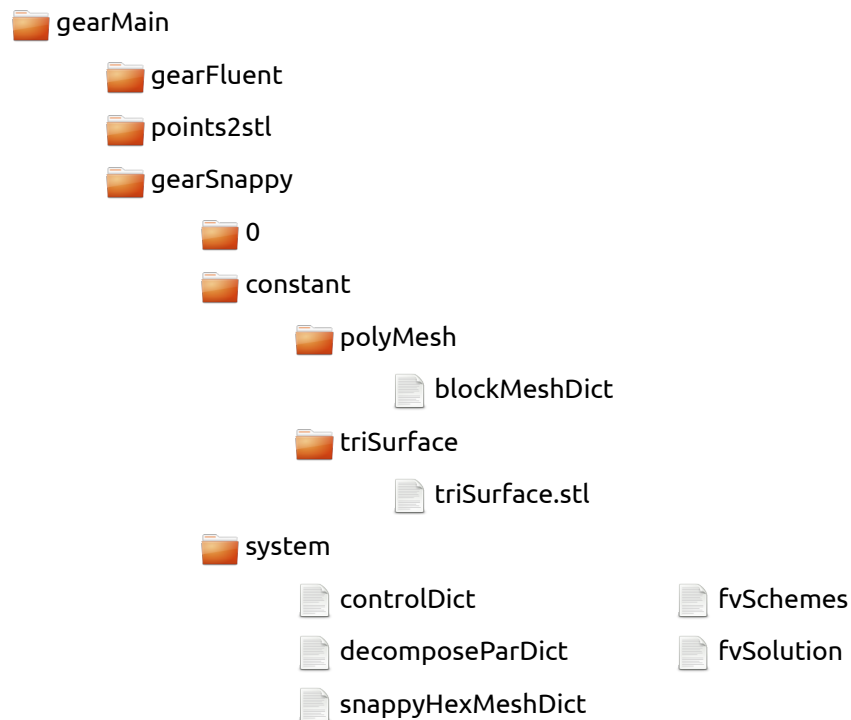 gearMain
gearFluent
points2stl
gearSnappy
0
constant
polyMesh
blockMeshDict
triSurface
triSurface.stl
system
controlDict fvSchemes
decomposeParDict fvSolution
snappyHexMeshDict